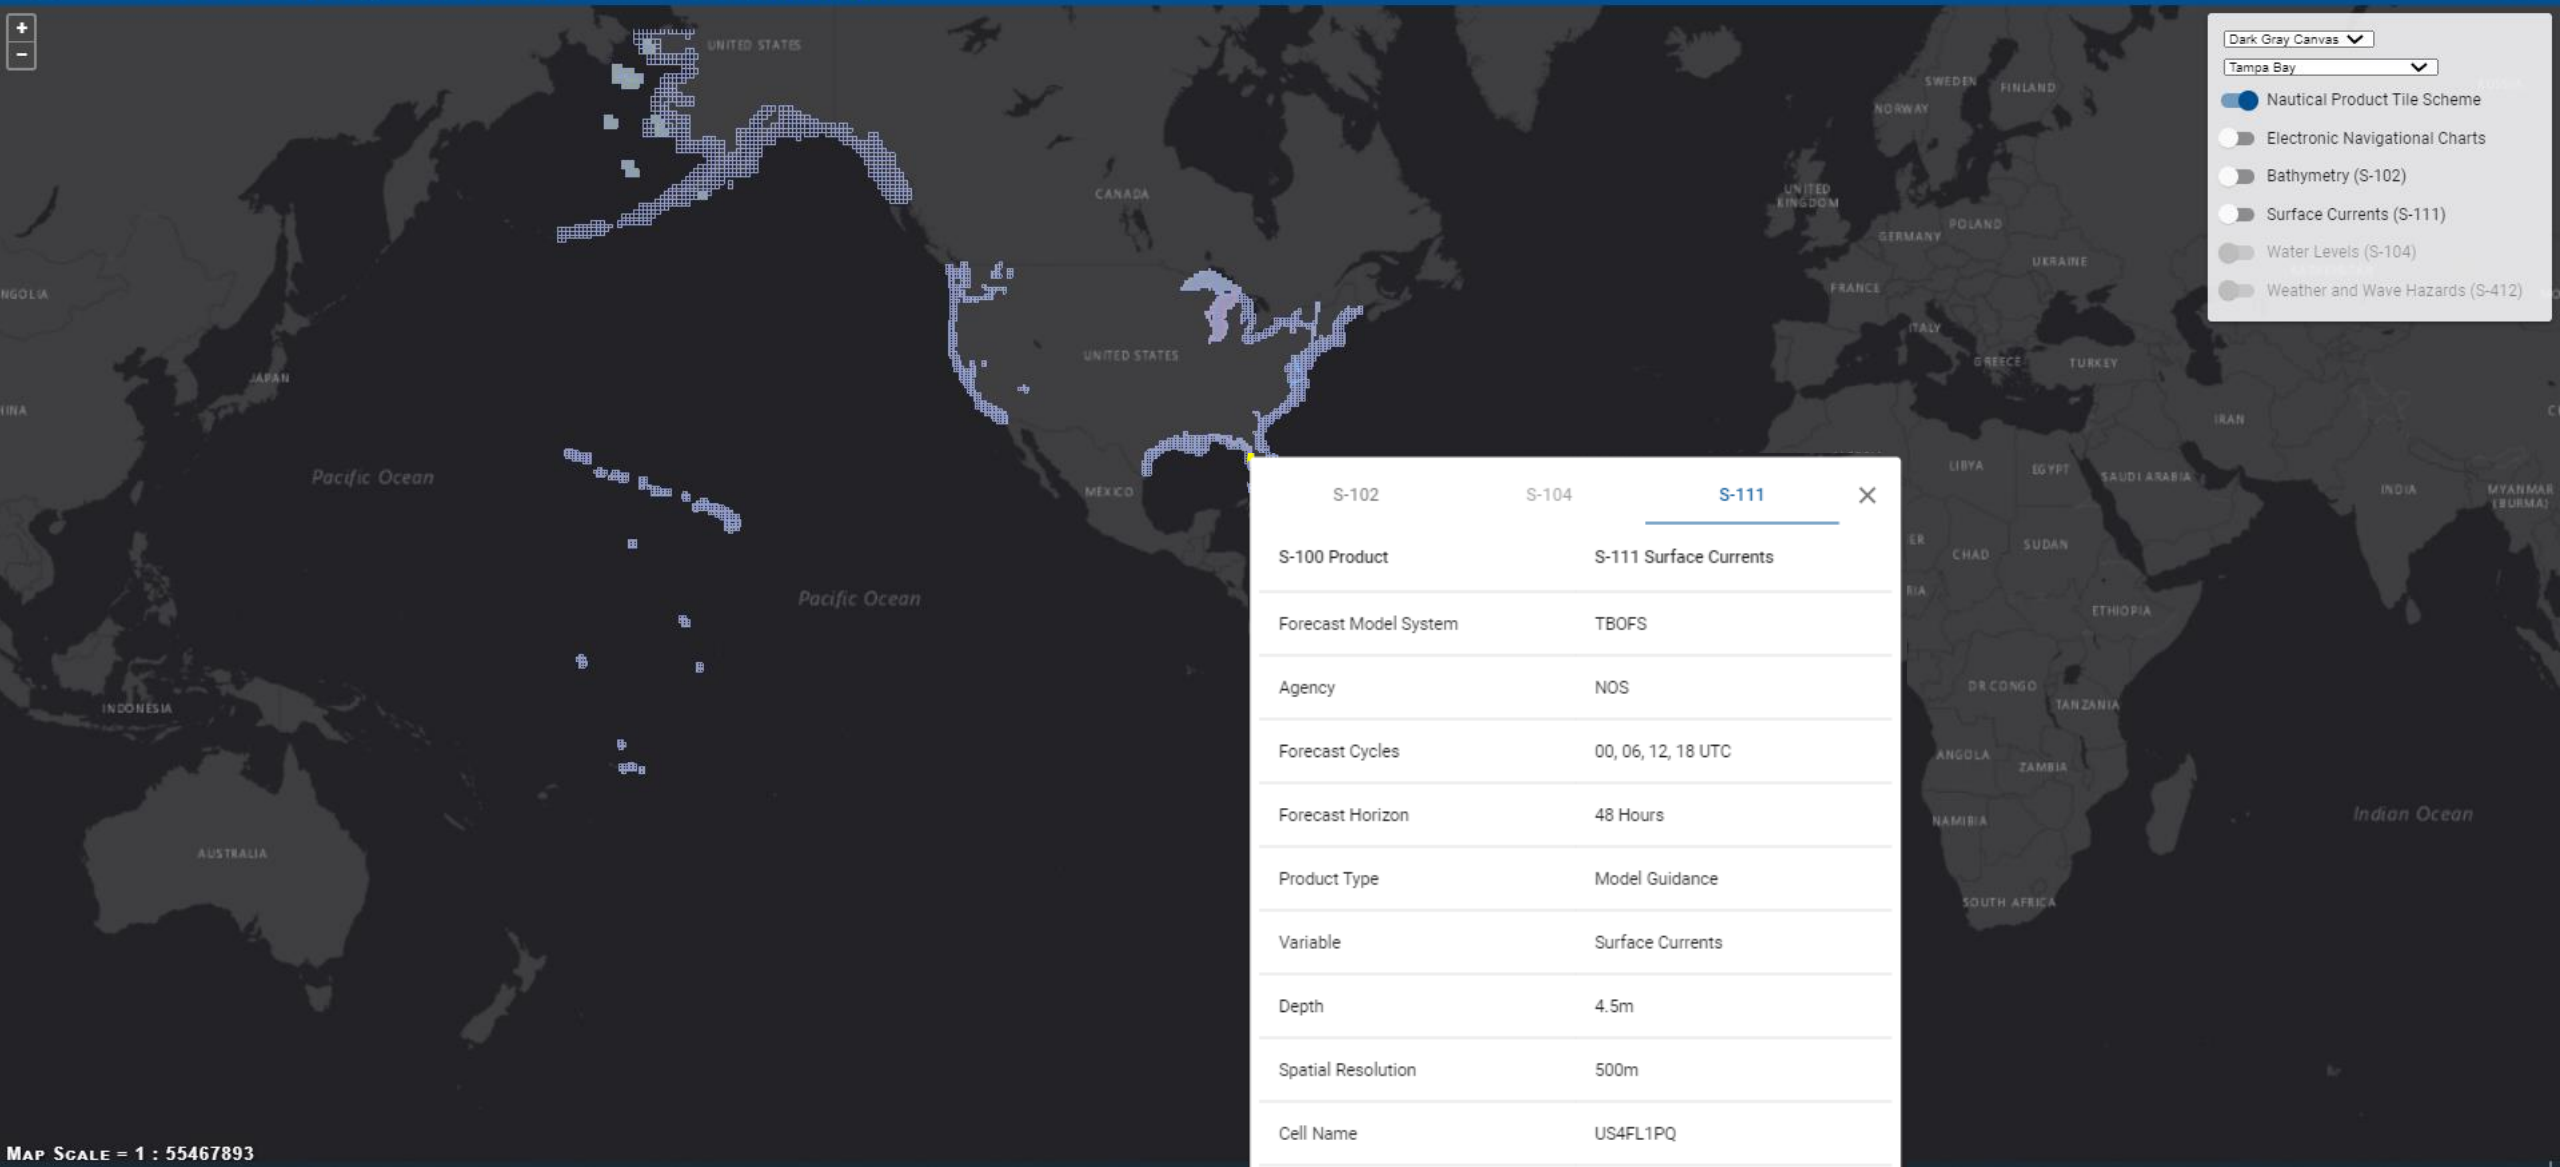 +
−
Dark Gray Canvas
Tampa Bay
Nautical Product Tile Scheme
Electronic Navigational Charts
Bathymetry (S-102)
Surface Currents (S-111)
Water Levels (S-104)
Weather and Wave Hazards (S-412)
UNITED STATES
CANADA
UNITED STATES
MÉXICO
SWEDEN
FINLAND
NORWAY
UNITED
KINGDOM
POLAND
GERMANY
UKRAINE
FRANCE
ITALY
GREECE
TURKEY
IRAN
LIBYA
EGYPT
SAUDI ARABIA
INDIA
MYANMAR
(BURMA)
CHAD
SUDAN
ETHIOPIA
DR CONGO
TANZANIA
ANGOLA
ZAMBIA
NAMIBIA
SOUTH AFRICA
Indian Ocean
NGOLIA
HINA
JAPAN
Pacific Ocean
Pacific Ocean
INDONESIA
AUSTRALIA
S-102 S-104 S-111 ×
S-100 Product S-111 Surface Currents
Forecast Model System TBOFS
Agency NOS
Forecast Cycles 00, 06, 12, 18 UTC
Forecast Horizon 48 Hours
Product Type Model Guidance
Variable Surface Currents
Depth 4.5m
Spatial Resolution 500m
Cell Name US4FL1PQ
MAP SCALE = 1 : 55467893